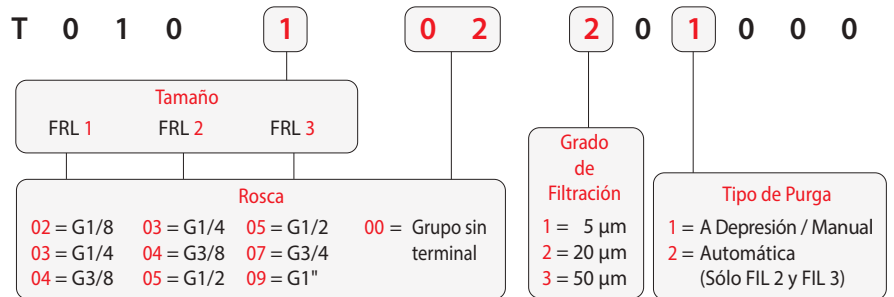 T 0 1 0 1 0 2 2 0 1 0 0 0
Tamaño
FRL 1 FRL 2 FRL 3
Rosca
02 = G1/8 03 = G1/4 05 = G1/2 00 = Grupo sin
03 = G1/4 04 = G3/8 07 = G3/4 terminal
04 = G3/8 05 = G1/2 09 = G1"
Grado
de
Filtración
1 = 5 µm
2 = 20 µm
3 = 50 µm
Tipo de Purga
1 = A Depresión / Manual
2 = Automática
(Sólo FIL 2 y FIL 3)